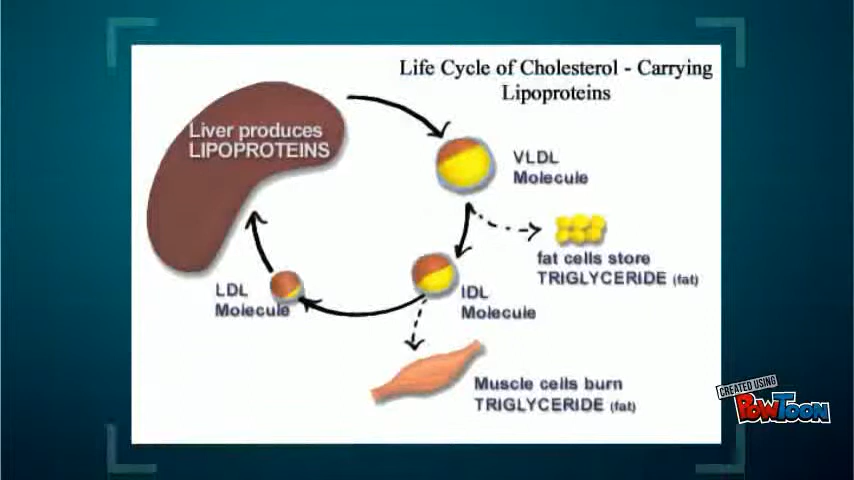 Life Cycle of Cholesterol - Carrying
Lipoproteins
Liver produces
LIPOPROTEINS
VLDL
Molecule
fat cells store
TRIGLYCERIDE (fat)
LDL
Molecule
IDL
Molecule
Muscle cells burn
TRIGLYCERIDE (fat)
CREATED USING
POWTOON